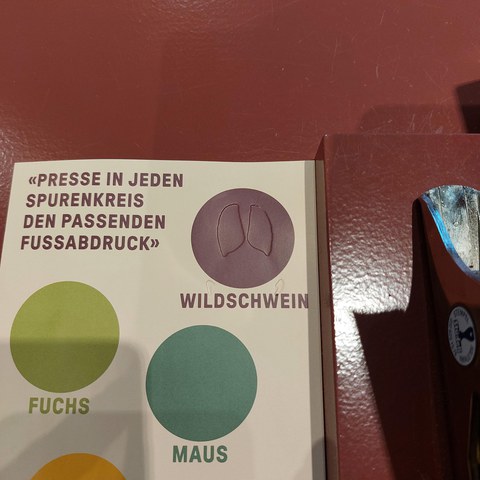 «PRESSE IN JEDEN
SPURENKREIS
DEN PASSENDEN
FUSSABDRUCK»
WILDSCHWEIN
FUCHS
MAUS